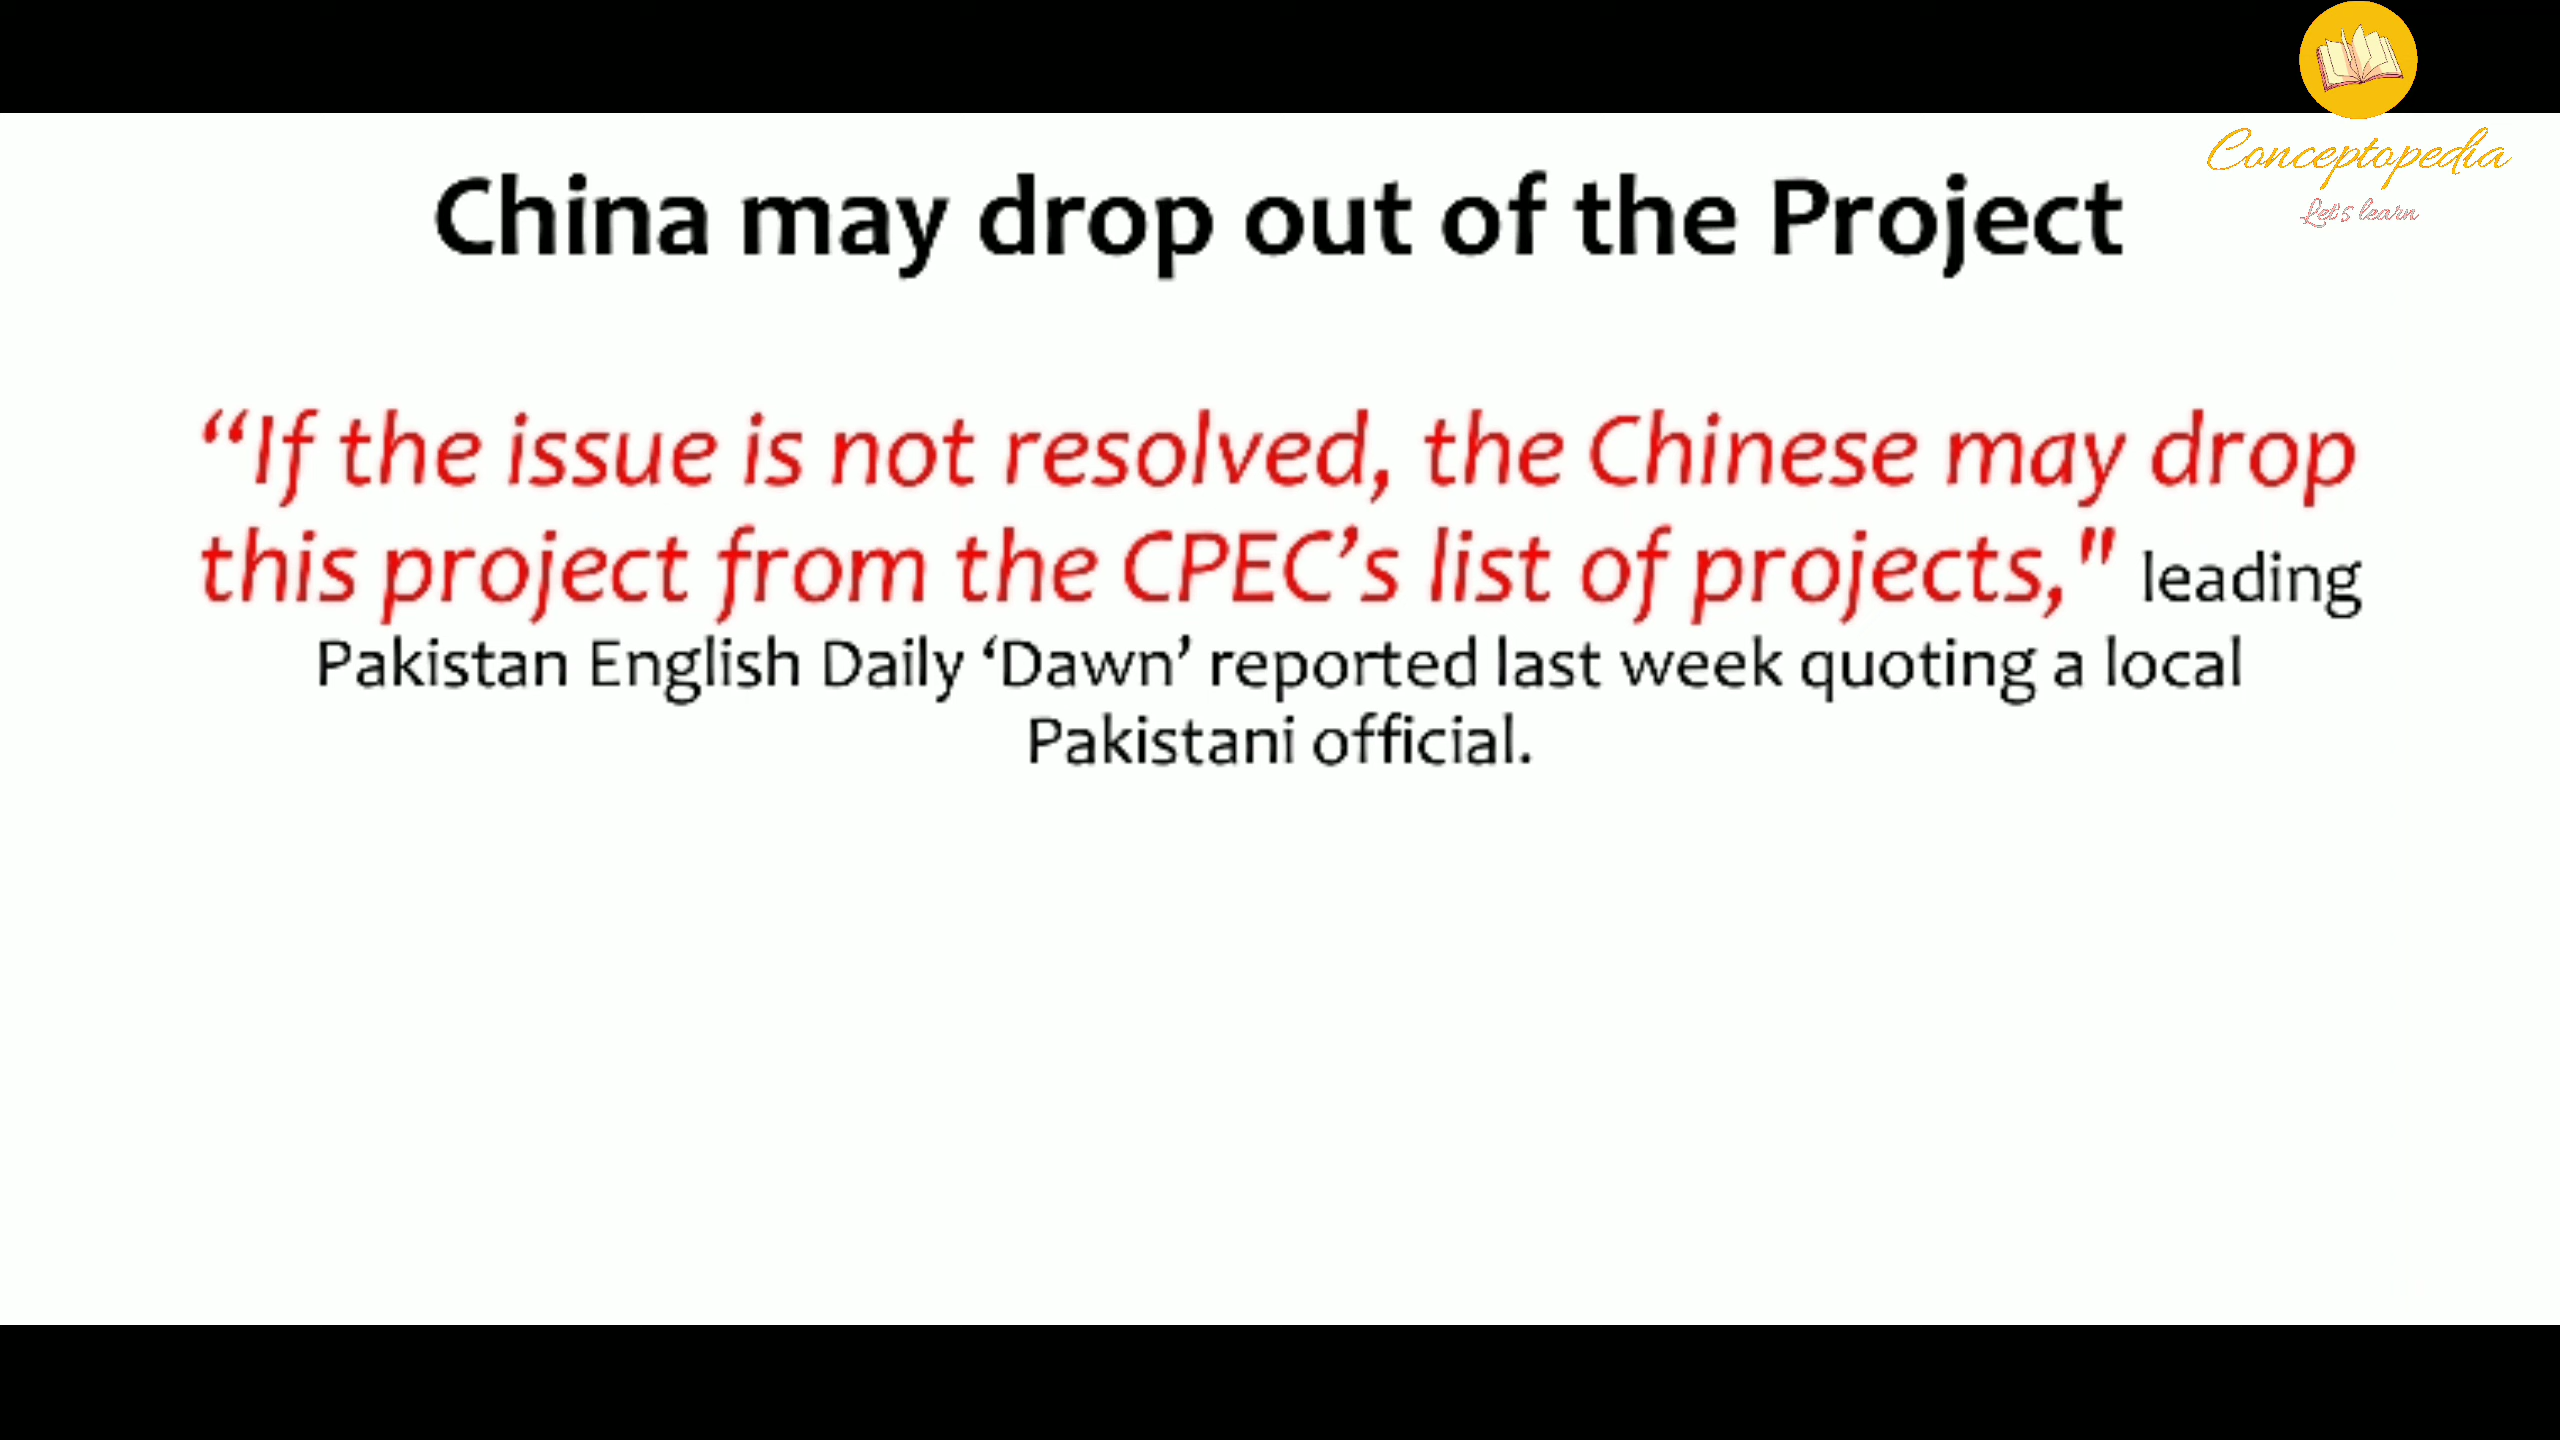 Conceptopedia
Let's learn
China may drop out of the Project
“If the issue is not resolved, the Chinese may drop
this project from the CPEC’s list of projects," leading
Pakistan English Daily ‘Dawn’ reported last week quoting a local
Pakistani official.